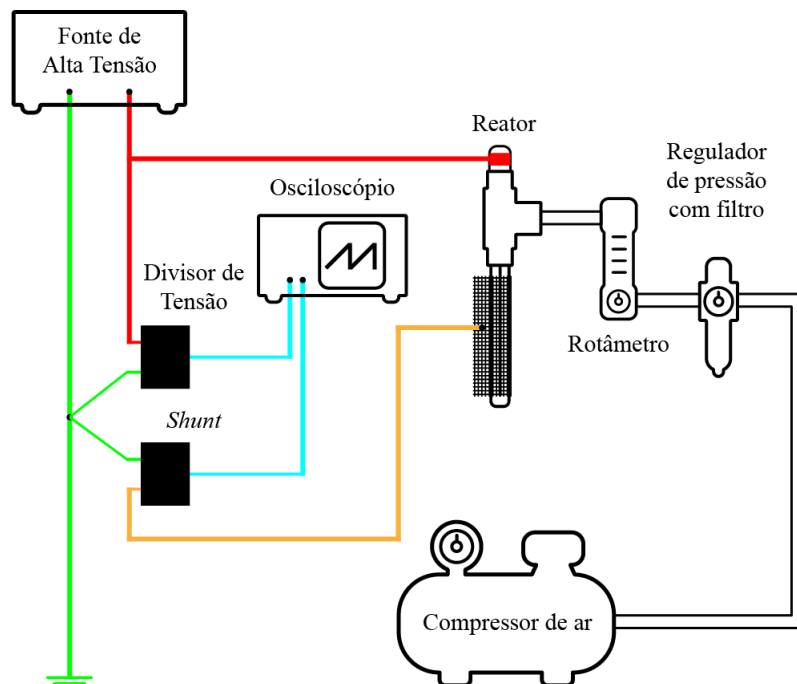 Fonte de
Alta Tensão
Reator
Regulador
de pressão
com filtro
Osciloscópio
Divisor de
Tensão
Rotâmetro
Shunt
Compressor de ar